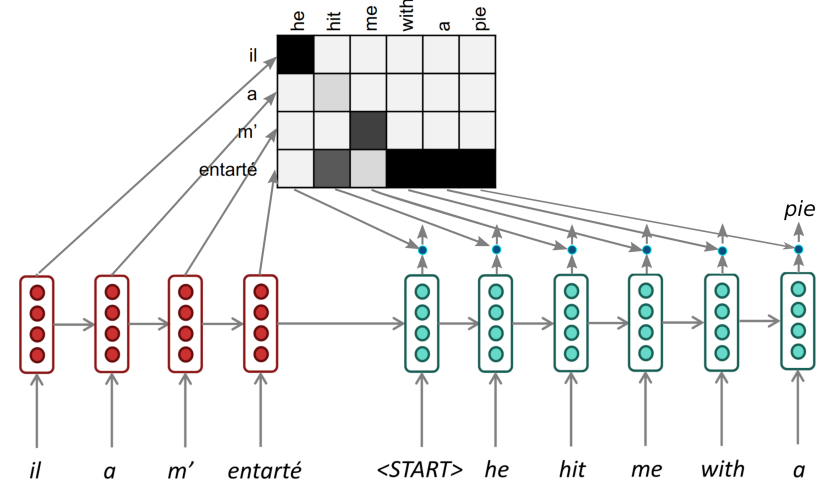 he hit me with a pie
il
a
m'
entarté
pie
il a m' entarté <START> he hit me with a